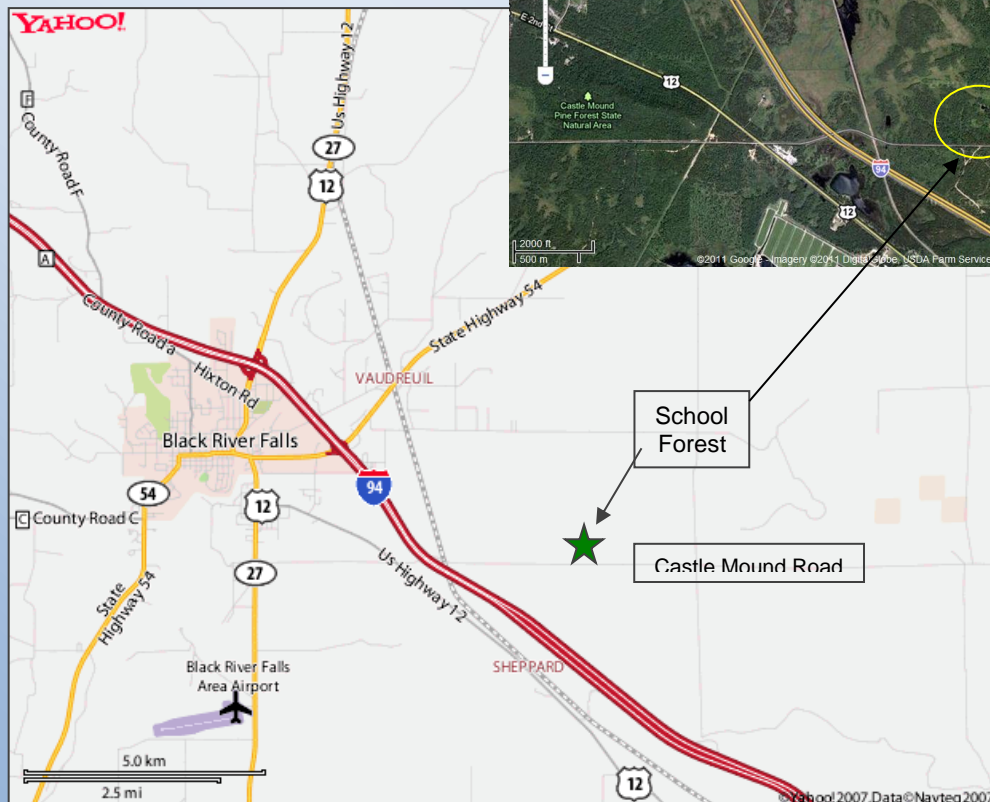 YAHOO!
Us Highway 12
27
12
F
County Road F
A
County Road a
Hixton Rd
State Highway 54
VAUDREUIL
Black River Falls
94
54
12
C County Road C
27
Us Highway 12
State
Highway 54
SHEPPARD
Black River Falls
Area Airport
5.0 km
2.5 mi
12
©Yahoo! 2007, Data©Navteq 2007
12
Castle Mound
Pine Forest State
Natural Area
94
12
2000 ft
500 m
©2011 Google - Imagery ©2011 DigitalGlobe, USDA Farm Service
School
Forest
Castle Mound Road